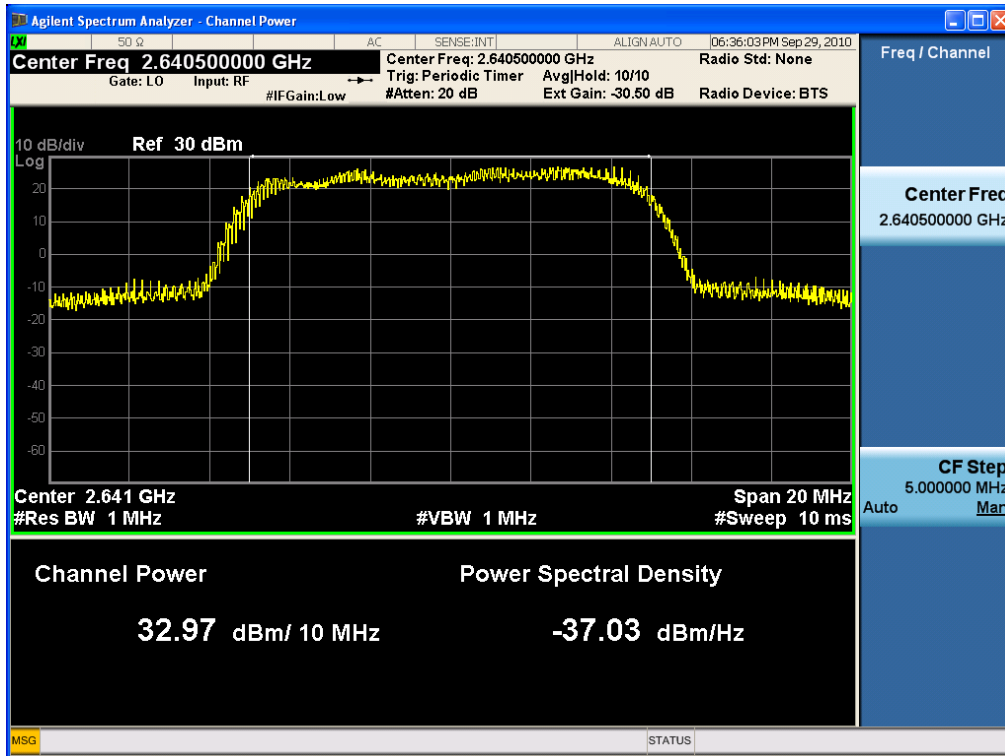 Agilent Spectrum Analyzer - Channel Power
LXI 50 Ω AC SENSE:INT ALIGN AUTO 06:36:03 PM Sep 29, 2010
Center Freq 2.640500000 GHz
Gate: LO Input: RF
#IFGain:Low
Center Freq: 2.640500000 GHz
Trig: Periodic Timer Avg|Hold: 10/10
#Atten: 20 dB Ext Gain: -30.50 dB
Radio Std: None
Radio Device: BTS
10 dB/div Ref 30 dBm
Log
20
10
0
-10
-20
-30
-40
-50
-60
Center 2.641 GHz Span 20 MHz
#Res BW 1 MHz #VBW 1 MHz #Sweep 10 ms
Channel Power Power Spectral Density
32.97 dBm/ 10 MHz -37.03 dBm/Hz
Freq / Channel
Center Freq
2.640500000 GHz
CF Step
5.000000 MHz
Auto Man
MSG STATUS